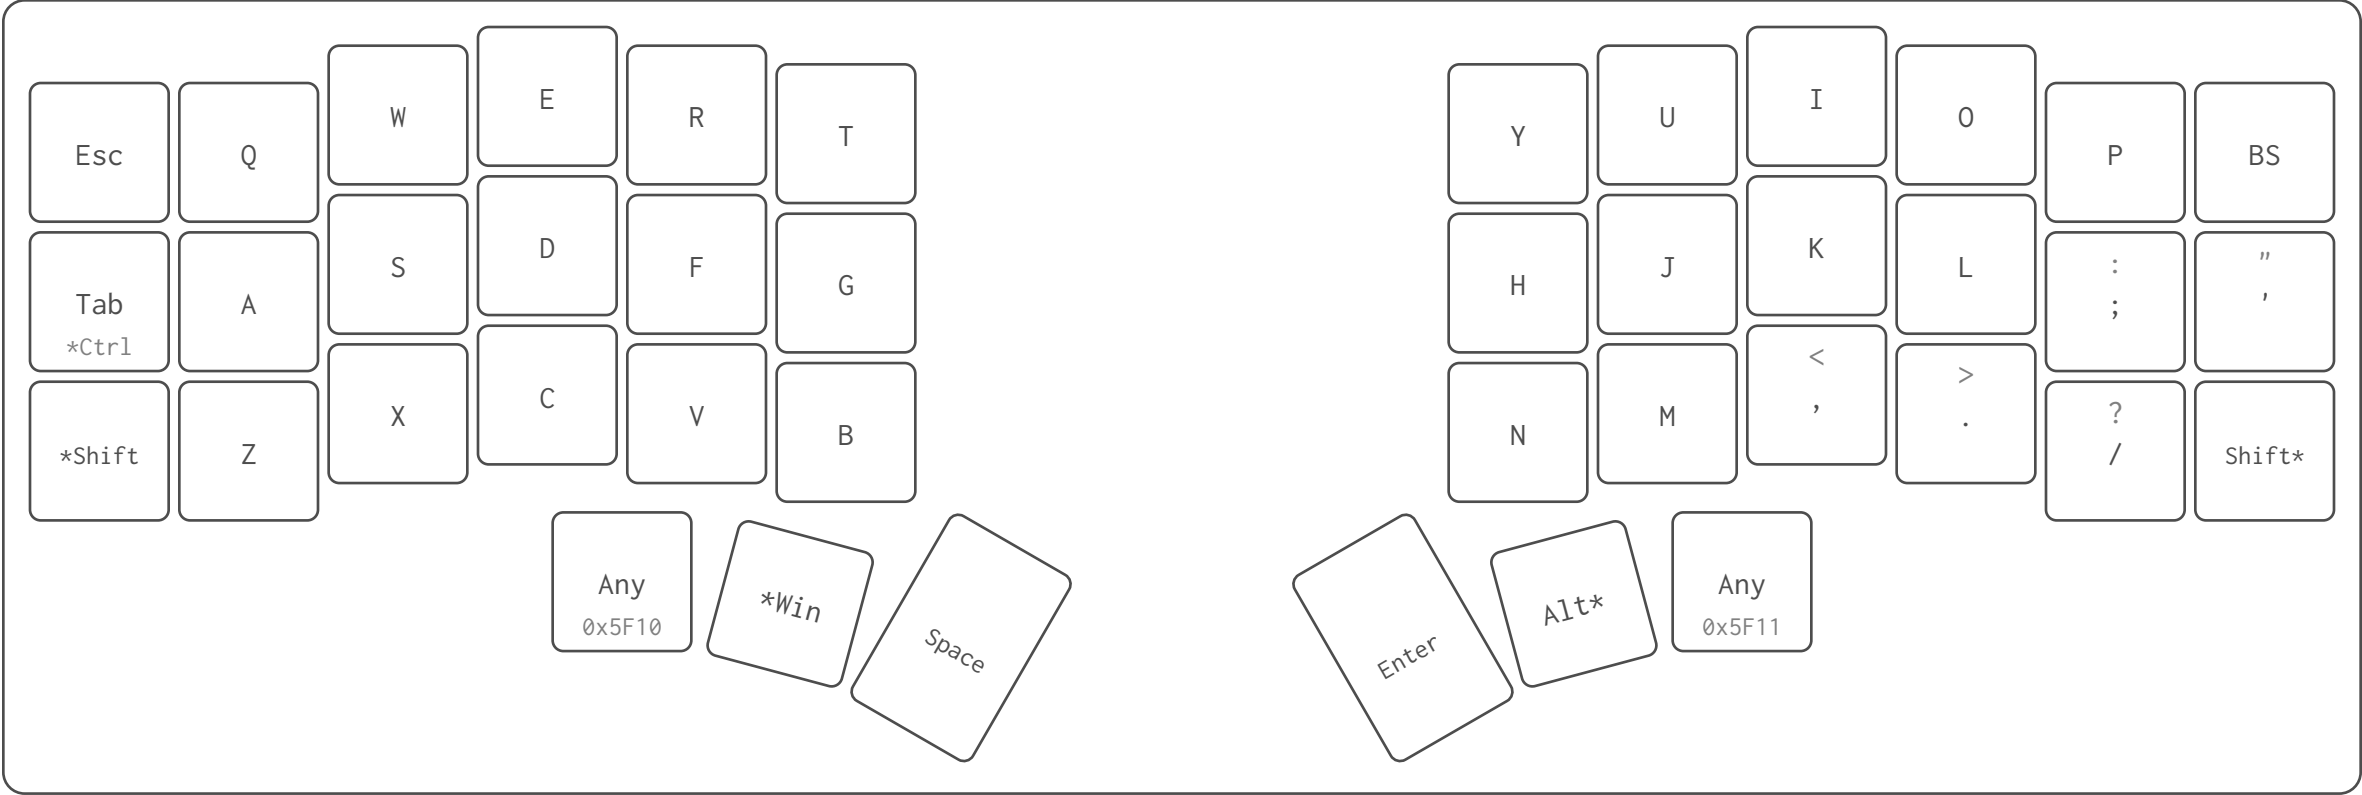 Esc Q W E R T Y U I O P BS
Tab A S D F G H J K L : "
*Ctrl ; '
*Shift Z X C V B N M < > ? Shift*
, . /
Any *Win Space Enter Alt* Any
0x5F10 0x5F11